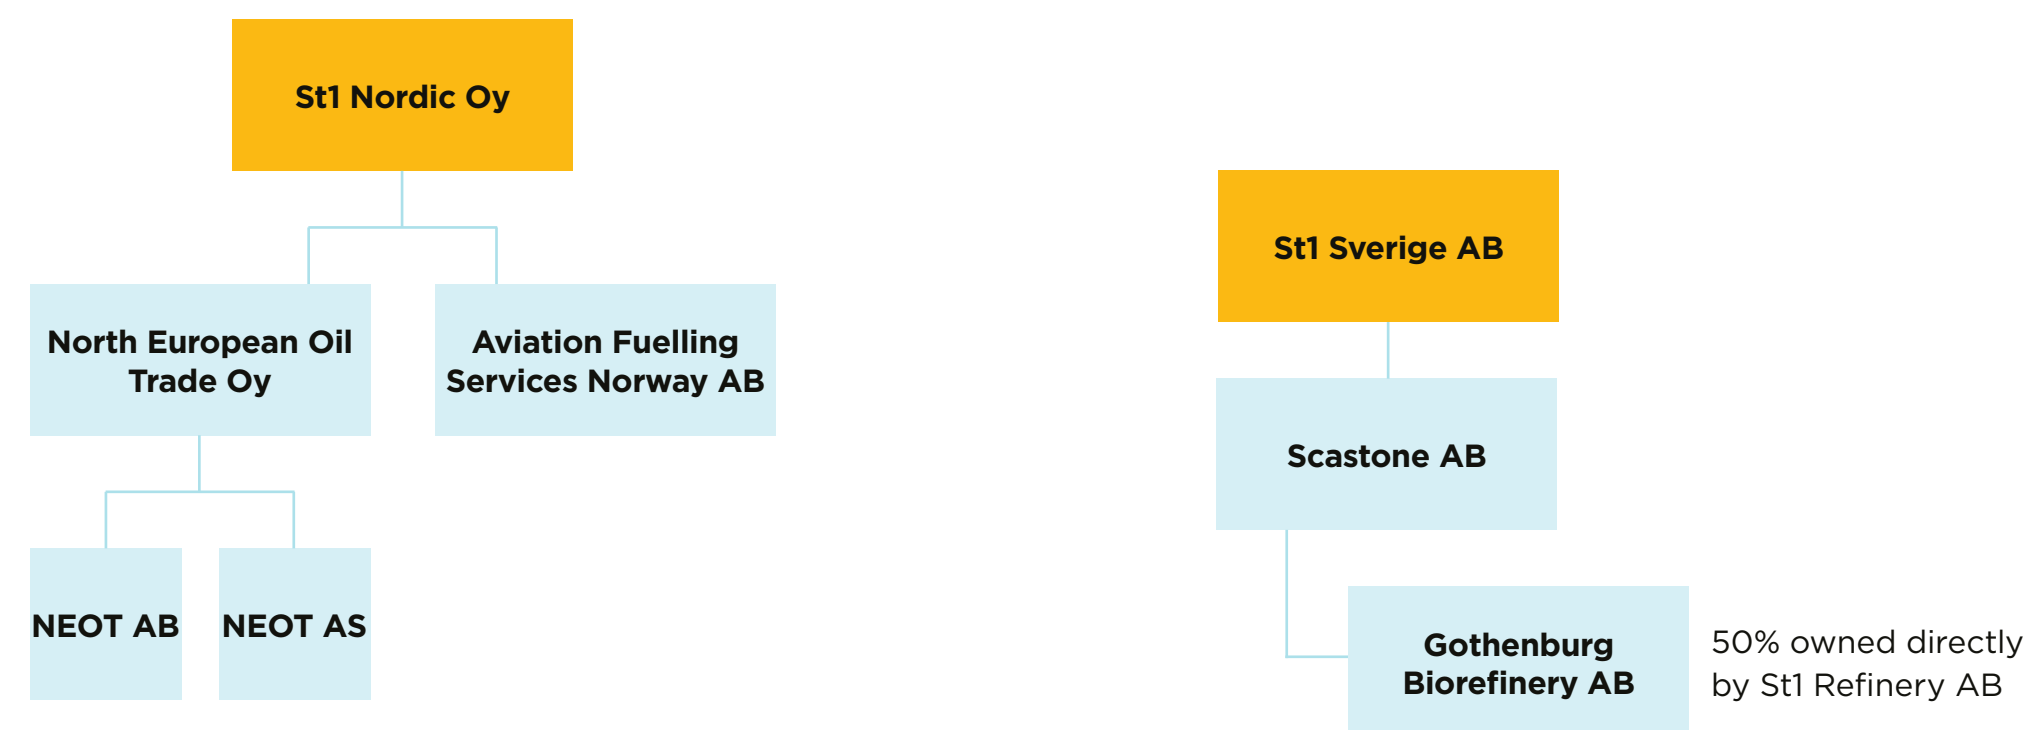 St1 Nordic Oy
North European Oil
Trade Oy
Aviation Fuelling
Services Norway AB
NEOT AB
NEOT AS
St1 Sverige AB
Scastone AB
Gothenburg
Biorefinery AB
50% owned directly
by St1 Refinery AB